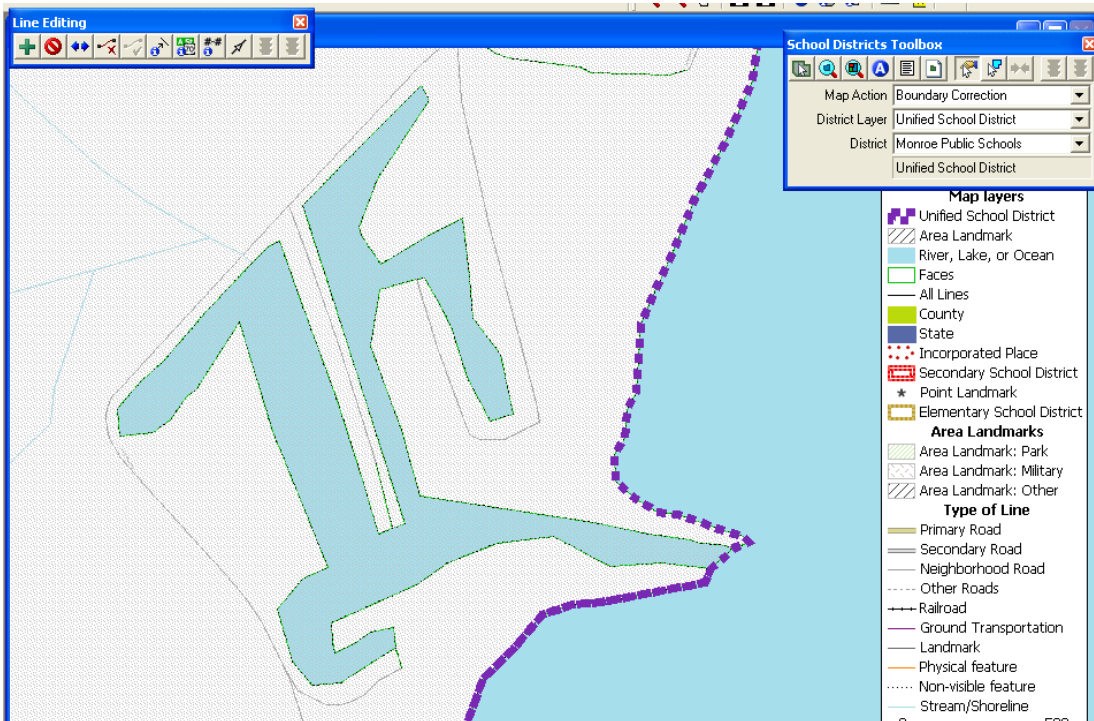 Line Editing
School Districts Toolbox
Map Action Boundary Correction
District Layer Unified School District
District Monroe Public Schools
Unified School District
Map layers
Unified School District
Area Landmark
River, Lake, or Ocean
Faces
All Lines
County
State
Incorporated Place
Secondary School District
Point Landmark
Elementary School District
Area Landmarks
Area Landmark: Park
Area Landmark: Military
Area Landmark: Other
Type of Line
Primary Road
Secondary Road
Neighborhood Road
Other Roads
Railroad
Ground Transportation
Landmark
Physical feature
Non-visible feature
Stream/Shoreline